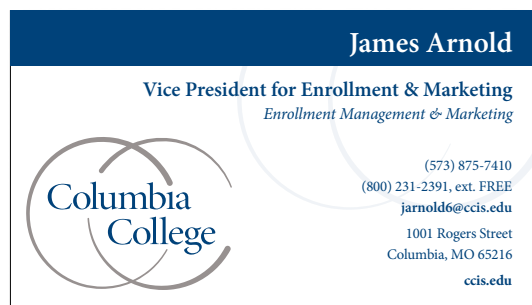 James Arnold
Vice President for Enrollment & Marketing
Enrollment Management & Marketing
Columbia
College
(573) 875-7410
(800) 231-2391, ext. FREE
jarnold6@ccis.edu
1001 Rogers Street
Columbia, MO 65216
ccis.edu